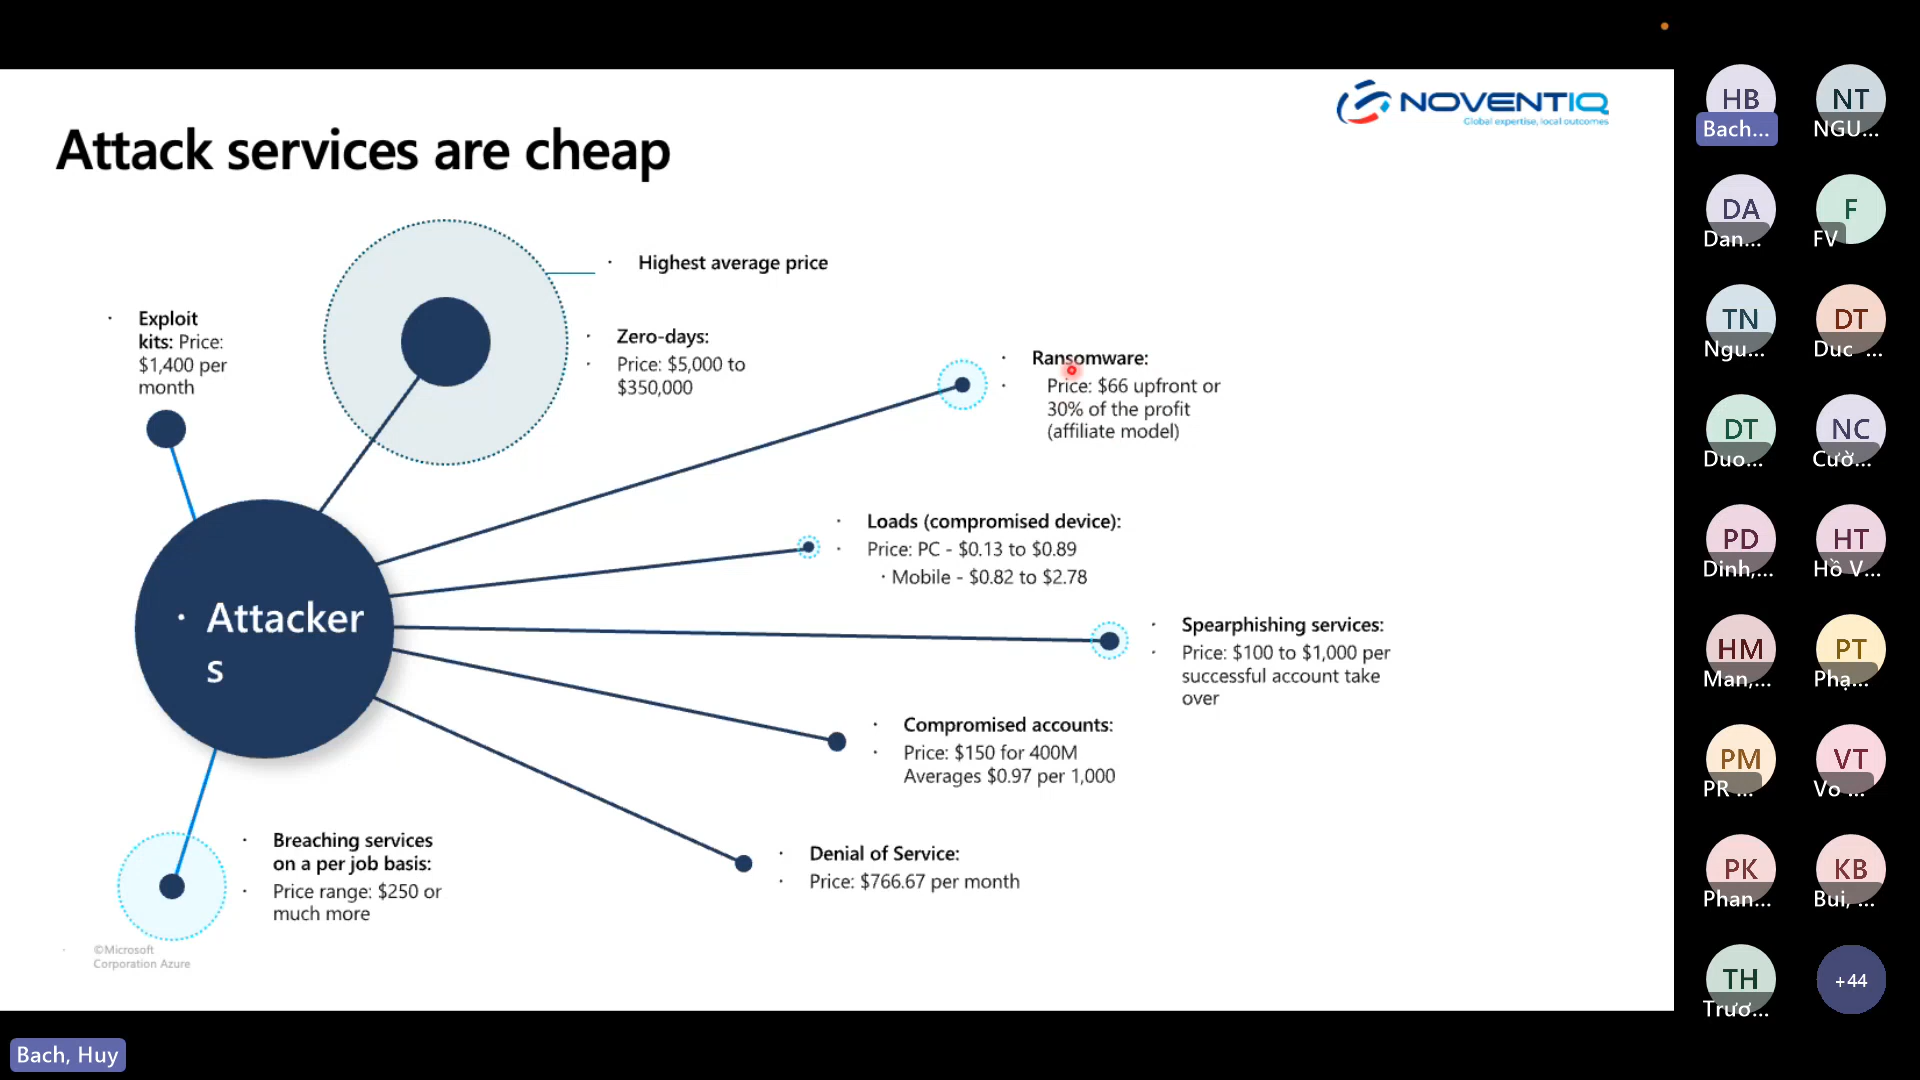 NOVENTIQ
Global expertise, local outcomes
Attack services are cheap
· Highest average price
· Exploit
kits: Price:
$1,400 per
month
· Zero-days:
· Price: $5,000 to
$350,000
· Ransomware:
· Price: $66 upfront or
30% of the profit
(affiliate model)
· Loads (compromised device):
· Price: PC - $0.13 to $0.89
· Mobile - $0.82 to $2.78
· Attacker
s
· Spearphishing services:
· Price: $100 to $1,000 per
successful account take
over
· Compromised accounts:
· Price: $150 for 400M
Averages $0.97 per 1,000
· Breaching services
on a per job basis:
· Price range: $250 or
much more
· Denial of Service:
· Price: $766.67 per month
· ©Microsoft
Corporation Azure
Bach, Huy
HB
Bach...
NT
NGU...
DA
Dan...
F
FV
TN
Ngu...
DT
Duc ...
DT
Duo...
NC
Cườ...
PD
Dinh,...
HT
Hồ V...
HM
Man,...
PT
Phạ...
PM
PR ...
VT
Vo ...
PK
Phan...
KB
Bui, ...
TH
Trươ...
+44